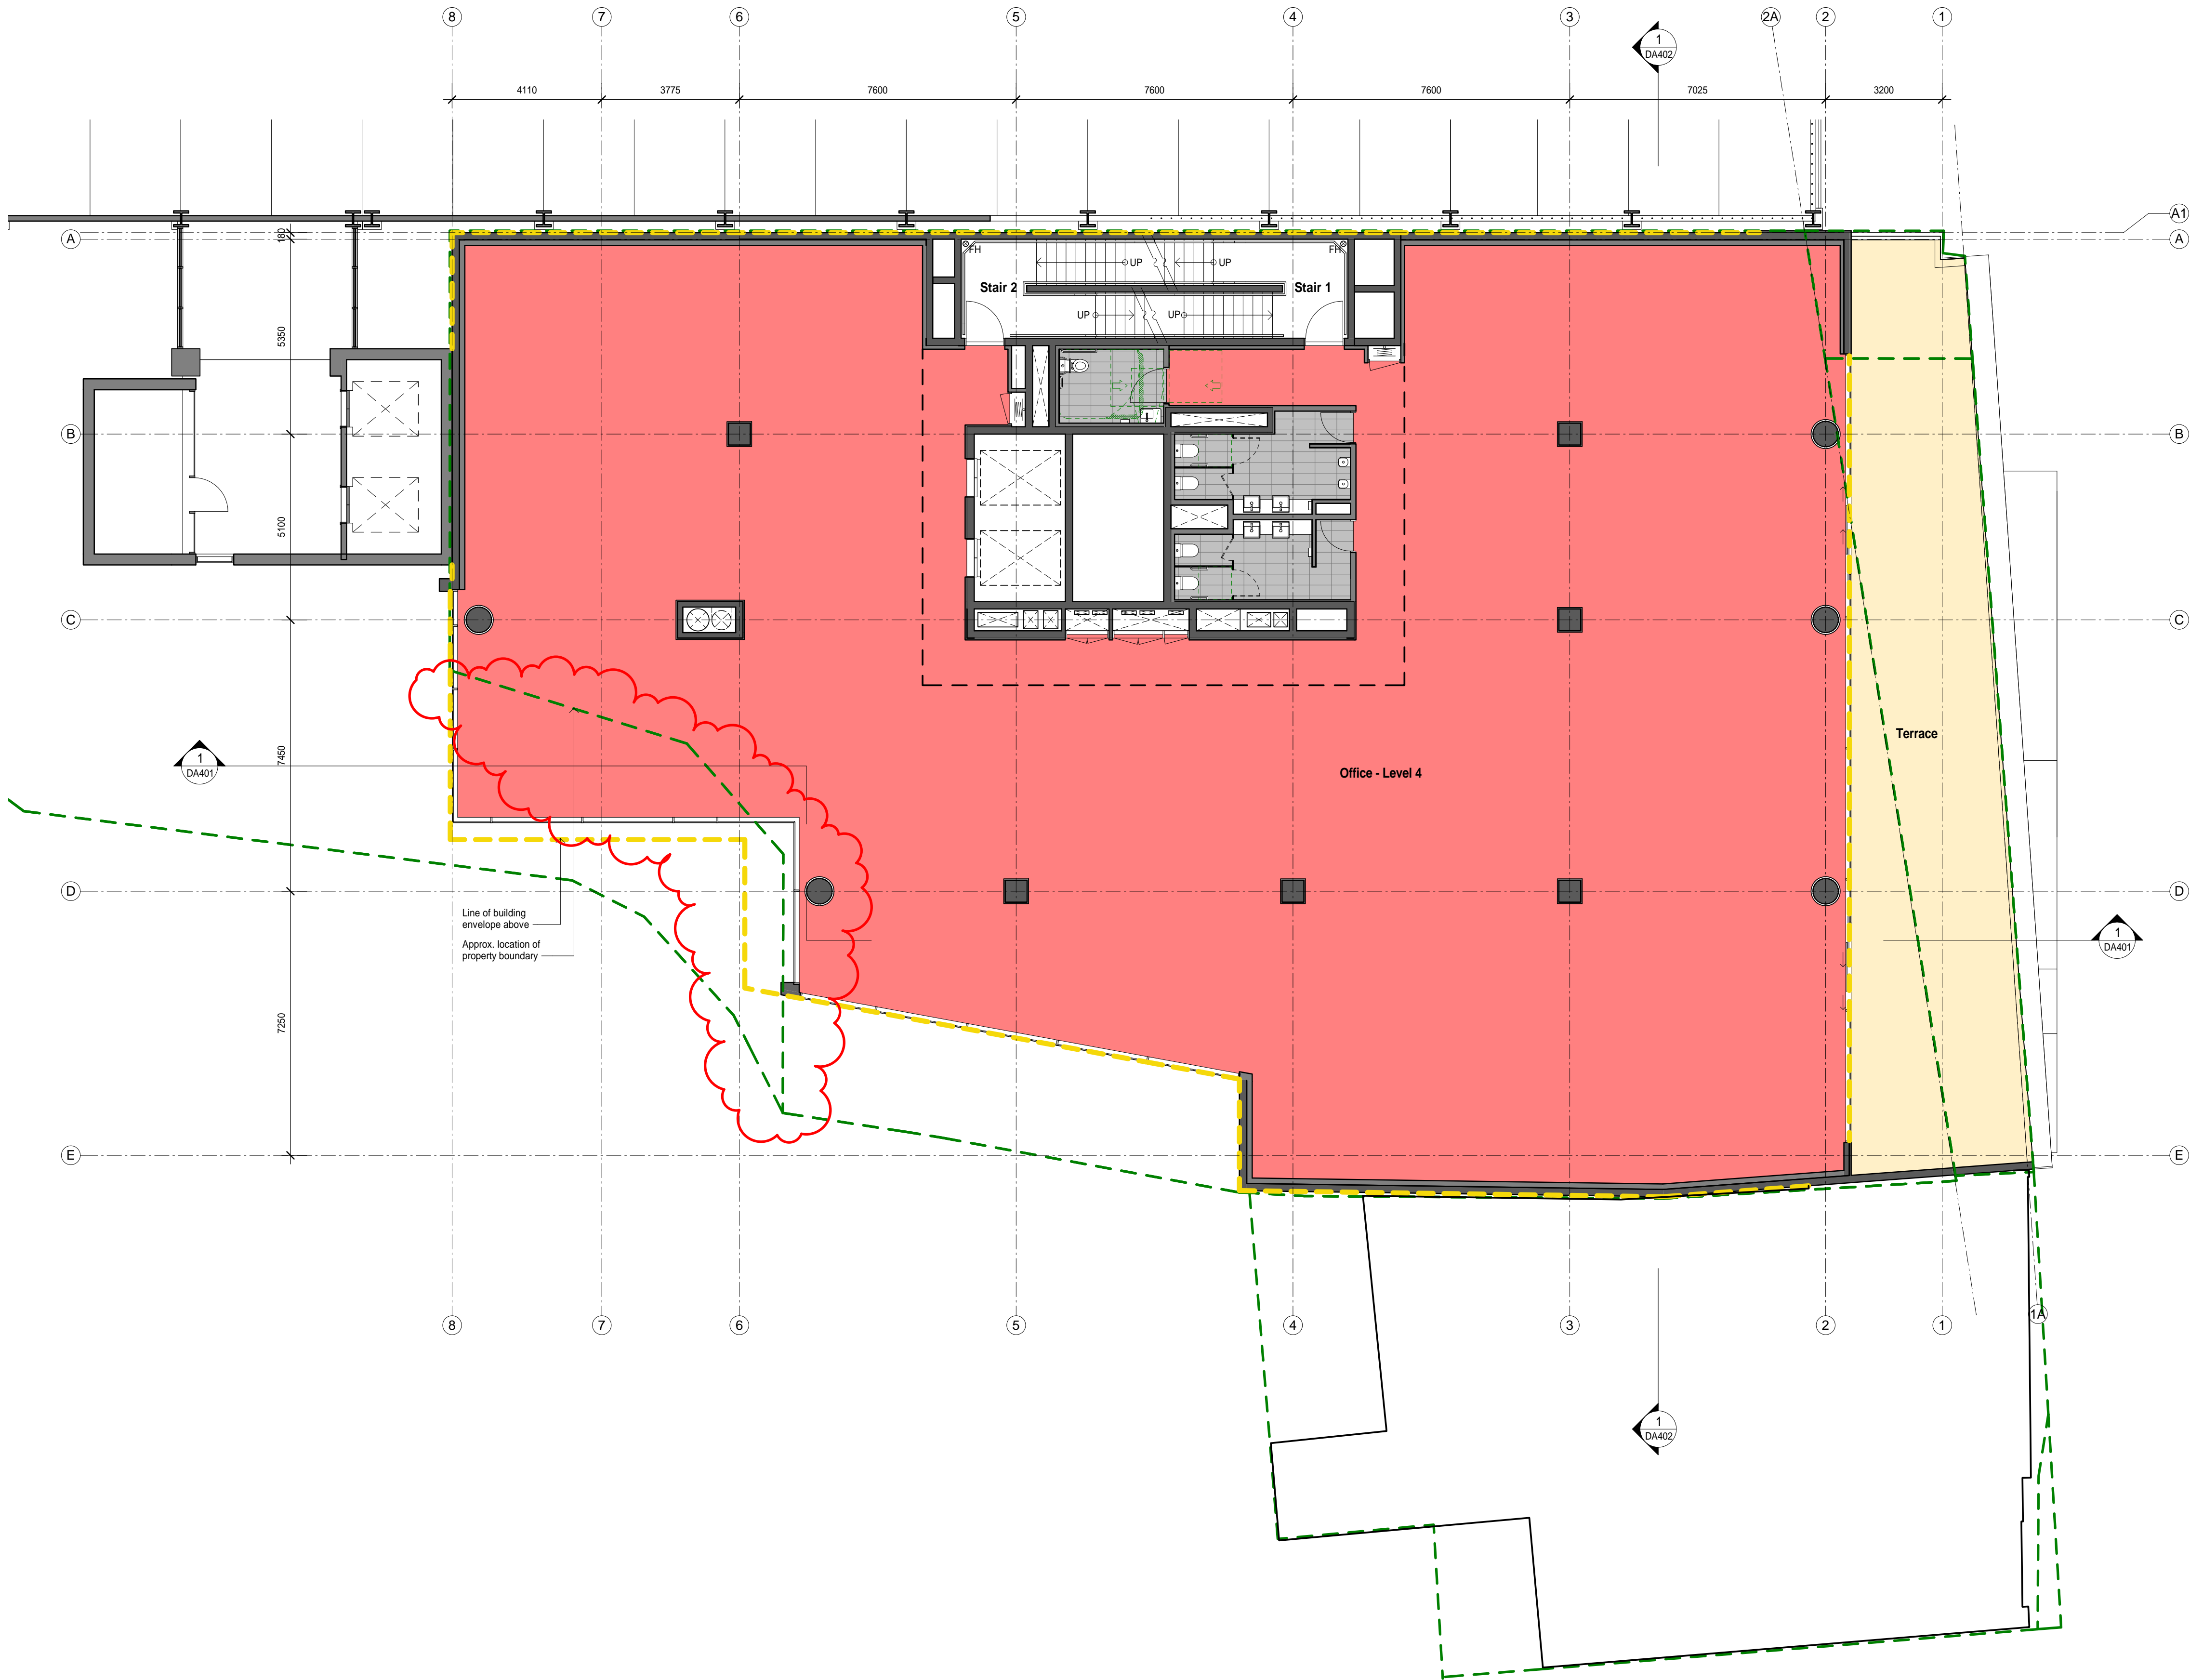 8 7 6 5 4 3 2A 2 1
1
DA402
4110 3775 7600 7600 7600 7025 3200
A1
A 180 A
FH FH
UP UP
Stair 2 Stair 1
UP UP
5350
B B
5100
C C
Terrace
7450
1
DA401
Office - Level 4
D D
Line of building
envelope above
Approx. location of
property boundary
1
DA401
7250
E E
1A
8 7 6 5 4 3 2 1
1
DA402